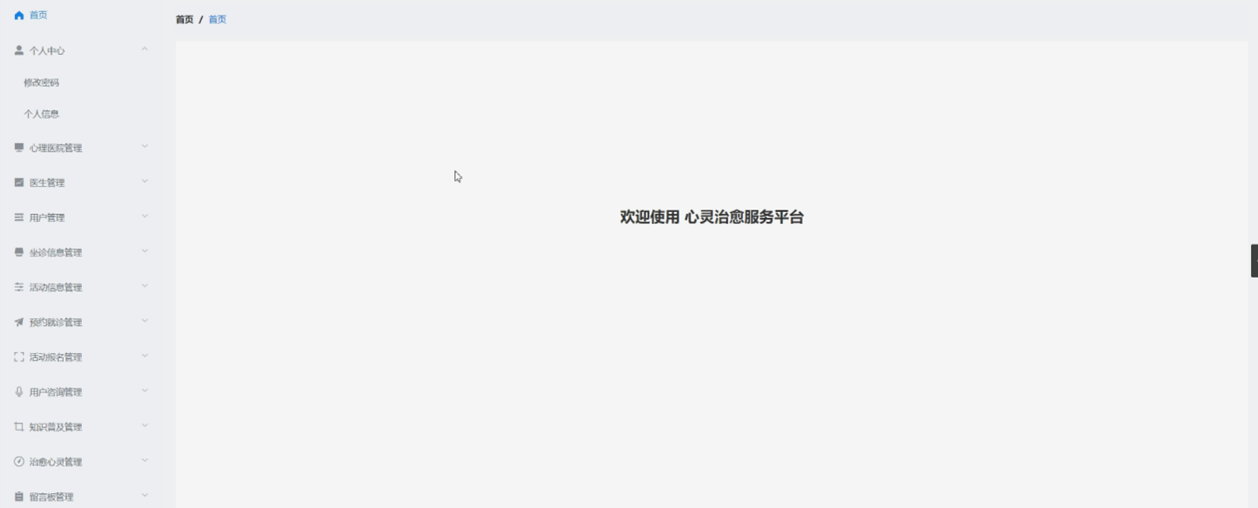 首页
首页 / 首页
个人中心
修改密码
个人信息
心理医院管理
医生管理
用户管理
欢迎使用 心灵治愈服务平台
坐诊信息管理
活动信息管理
预约就诊管理
活动报名管理
用户咨询管理
知识普及管理
治愈心灵管理
留言板管理